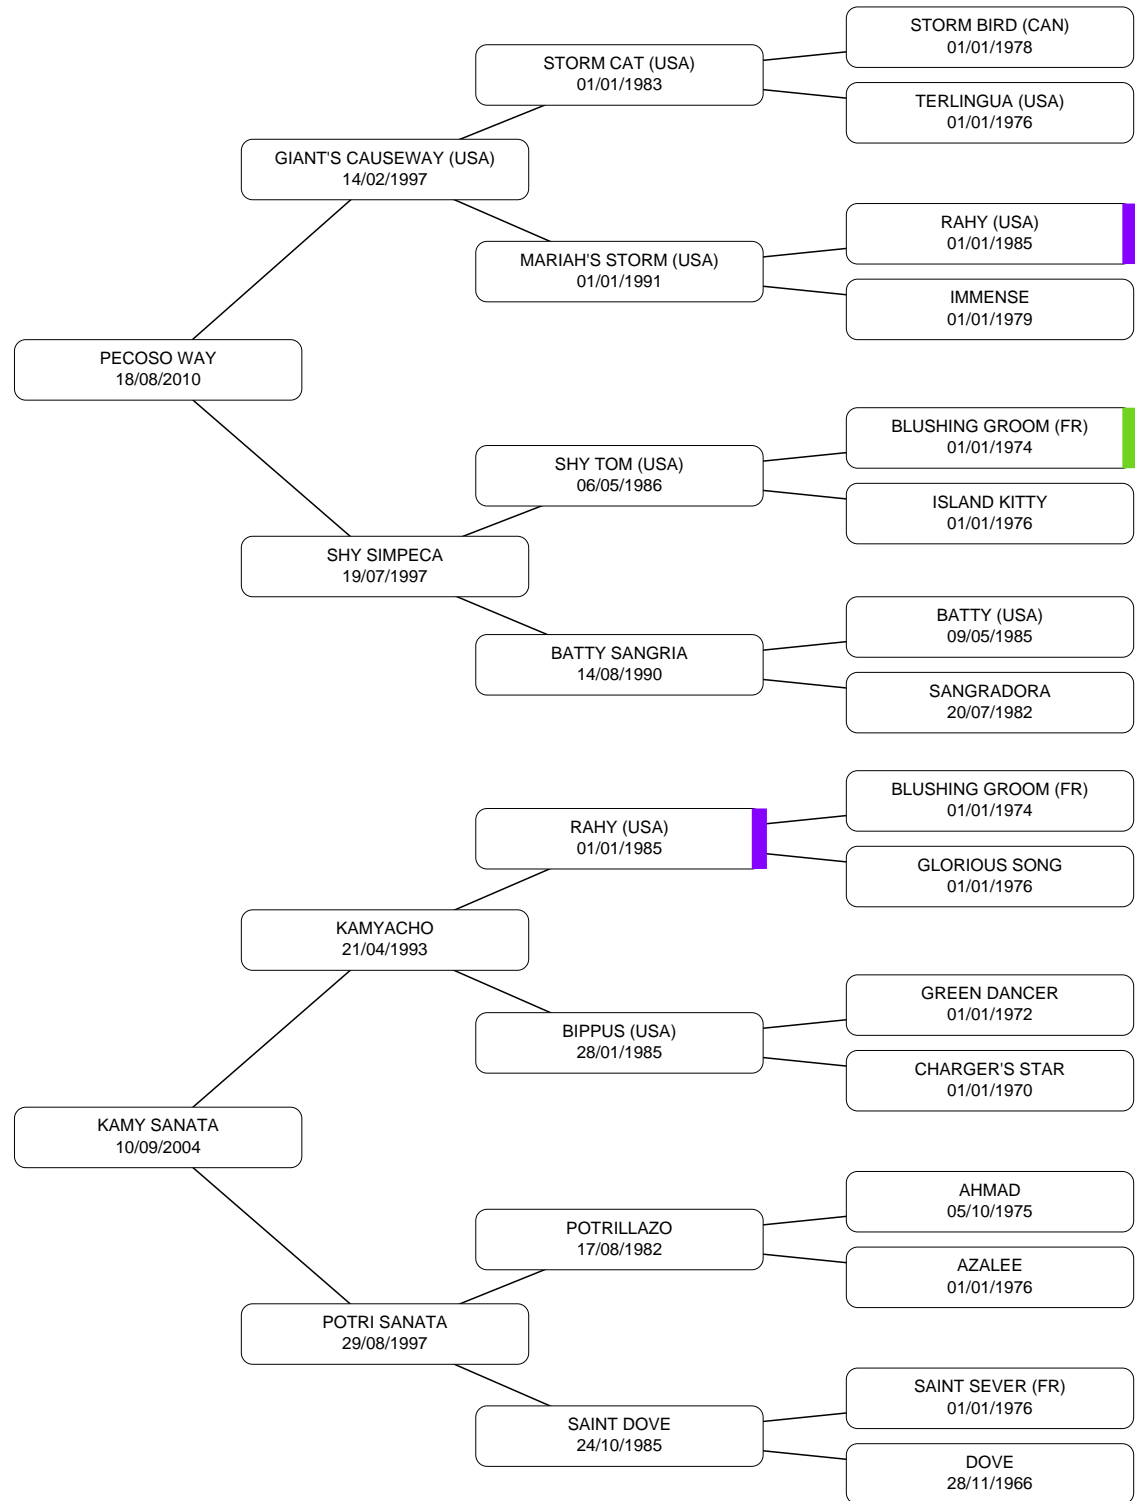 STORM BIRD (CAN)
01/01/1978
STORM CAT (USA)
01/01/1983
TERLINGUA (USA)
01/01/1976
GIANT'S CAUSEWAY (USA)
14/02/1997
RAHY (USA)
01/01/1985
MARIAH'S STORM (USA)
01/01/1991
IMMENSE
01/01/1979
PECOSO WAY
18/08/2010
BLUSHING GROOM (FR)
01/01/1974
SHY TOM (USA)
06/05/1986
ISLAND KITTY
01/01/1976
SHY SIMPECA
19/07/1997
BATTY (USA)
09/05/1985
BATTY SANGRIA
14/08/1990
SANGRADORA
20/07/1982
BLUSHING GROOM (FR)
01/01/1974
RAHY (USA)
01/01/1985
GLORIOUS SONG
01/01/1976
KAMYACHO
21/04/1993
GREEN DANCER
01/01/1972
BIPPUS (USA)
28/01/1985
CHARGER'S STAR
01/01/1970
KAMY SANATA
10/09/2004
AHMAD
05/10/1975
POTRILLAZO
17/08/1982
AZALEE
01/01/1976
POTRI SANATA
29/08/1997
SAINT SEVER (FR)
01/01/1976
SAINT DOVE
24/10/1985
DOVE
28/11/1966